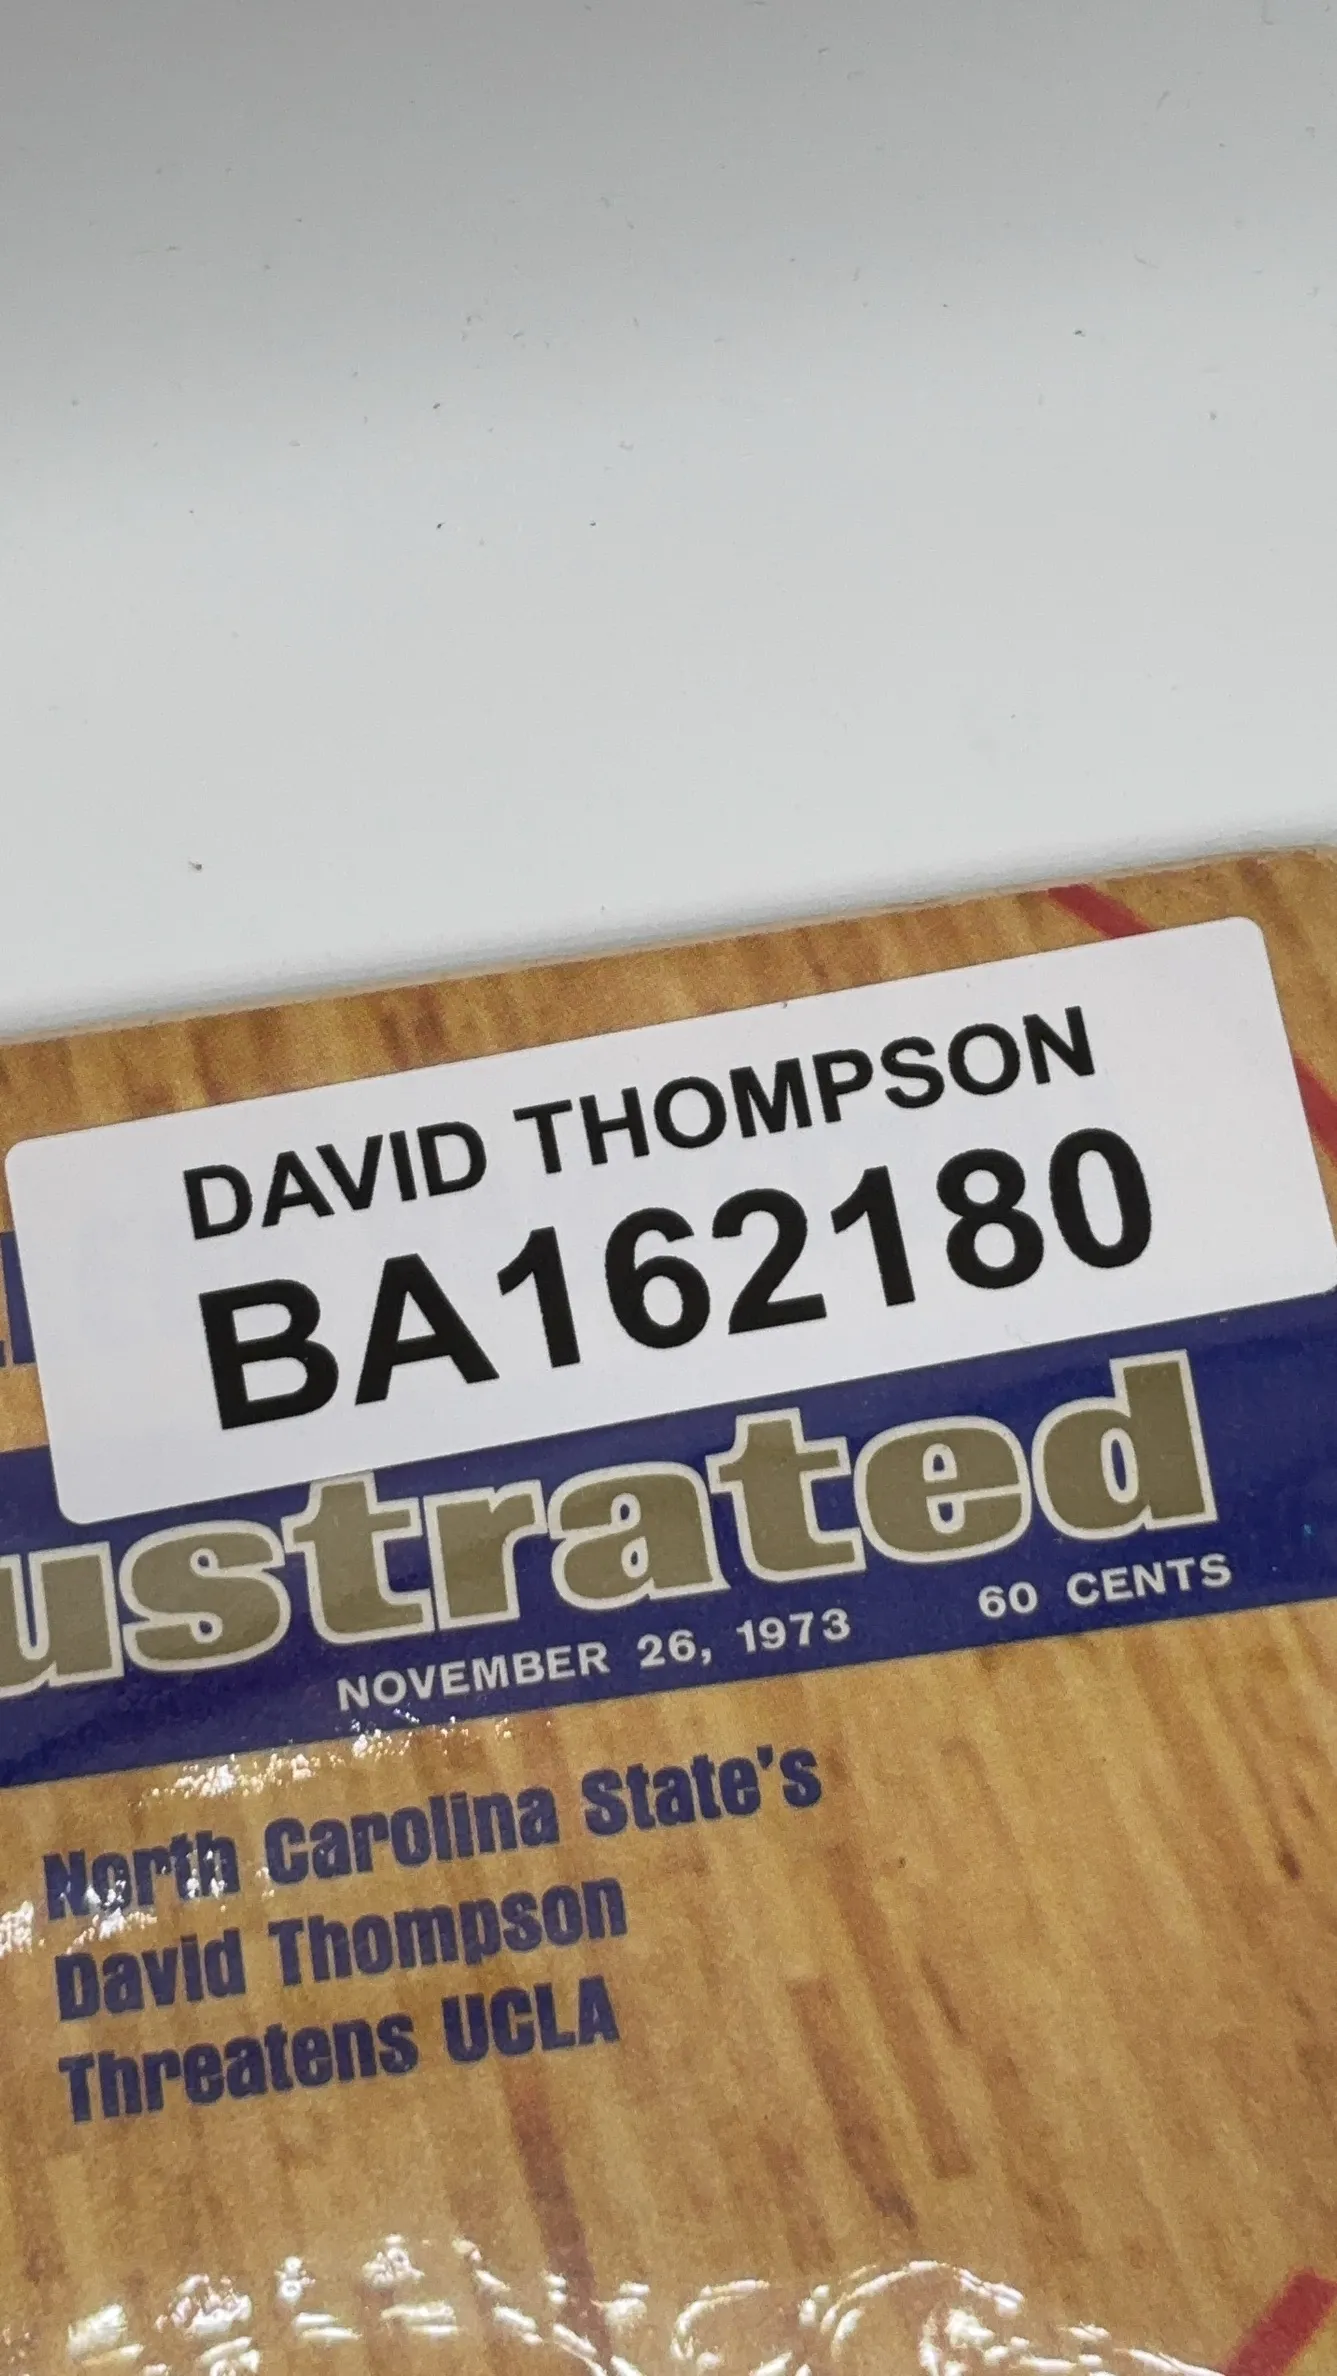 DAVID THOMPSON
BA162180
ustrated
NOVEMBER 26, 1973 60 CENTS
North Carolina State's
David Thompson
Threatens UCLA